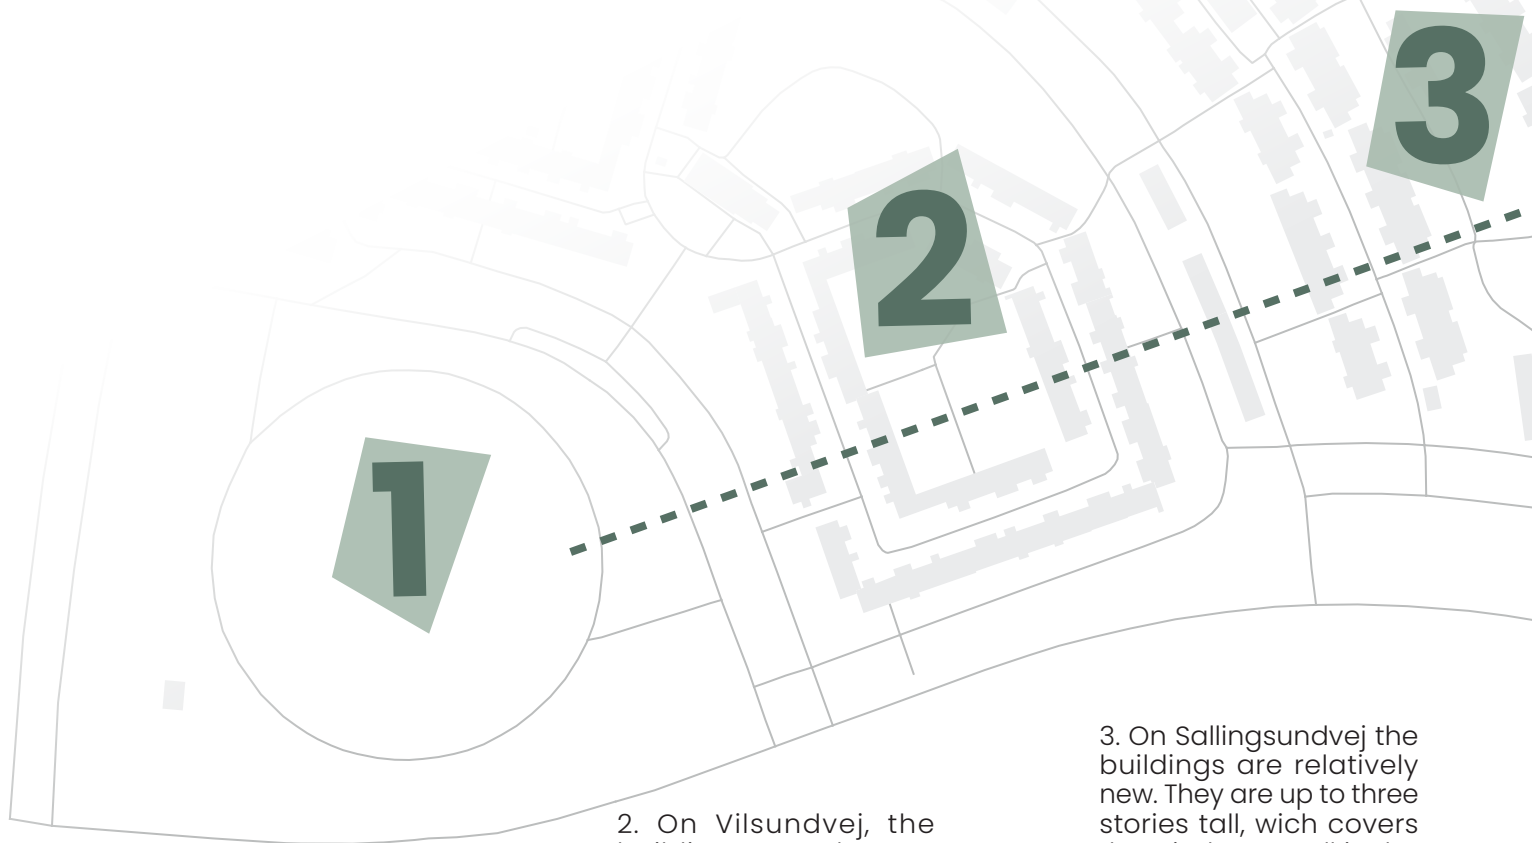 1
2
3
2. On Vilsundvej, the
3. On Sallingsundvej the
buildings are relatively
new. They are up to three
stories tall, wich covers